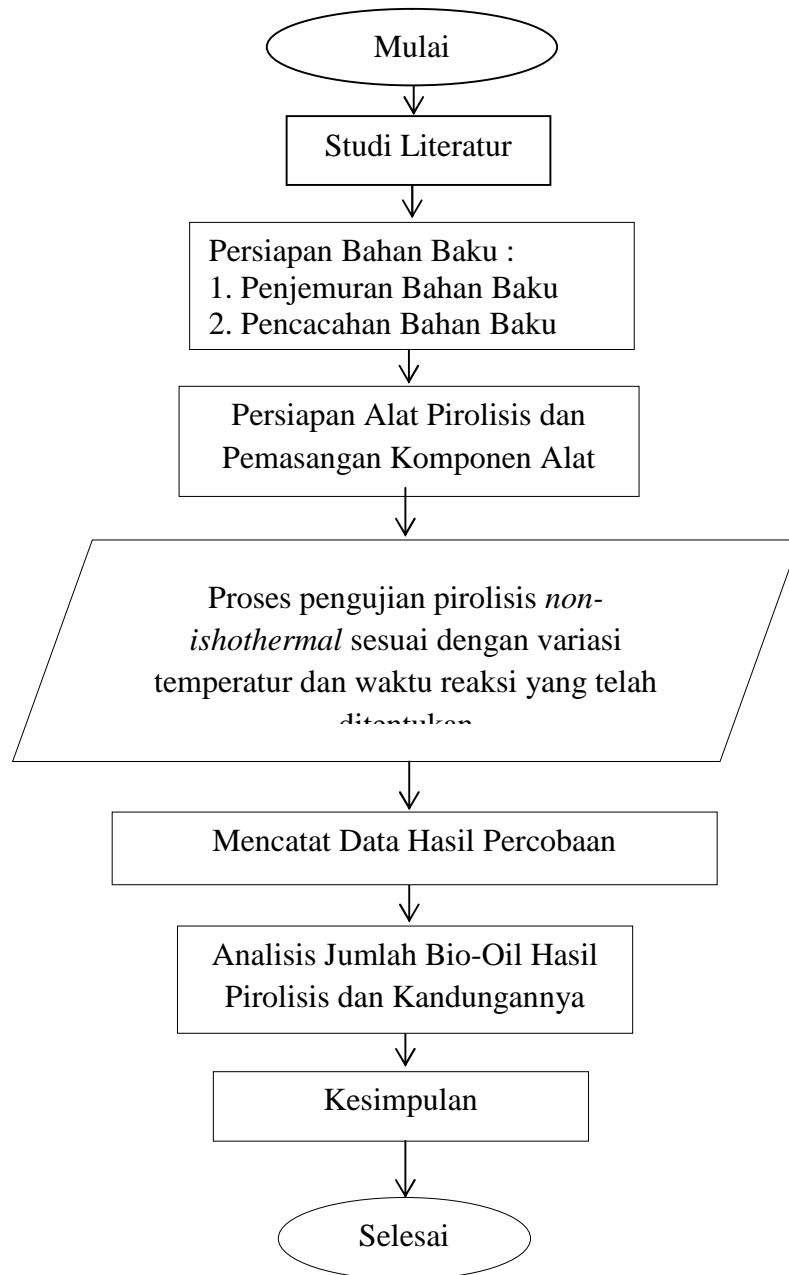 Mulai
Studi Literatur
Persiapan Bahan Baku :
1. Penjemuran Bahan Baku
2. Pencacahan Bahan Baku
Persiapan Alat Pirolisis dan
Pemasangan Komponen Alat
Proses pengujian pirolisis non-
ishothermal sesuai dengan variasi
temperatur dan waktu reaksi yang telah
ditentukan
Mencatat Data Hasil Percobaan
Analisis Jumlah Bio-Oil Hasil
Pirolisis dan Kandungannya
Kesimpulan
Selesai